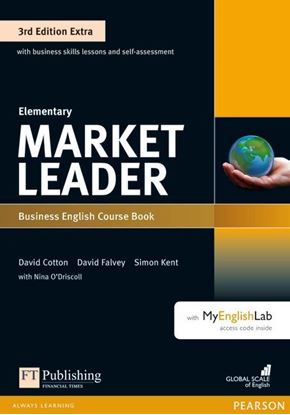 3rd Edition Extra
with business skills lessons and self-assessment
Elementary
MARKET
LEADER
Business English Course Book
David Cotton David Falvey Simon Kent
with Nina O'Driscoll
with MyEnglishLab
access code inside
FT Publishing
FINANCIAL TIMES
GLOBAL SCALE
of English
ALWAYS LEARNING
PEARSON